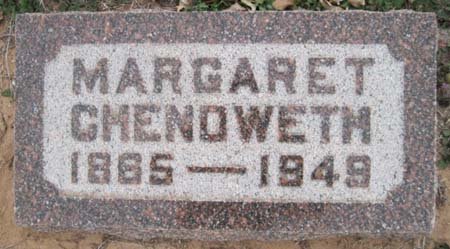 MARGARET
CHENOWETH
1865 — 1949